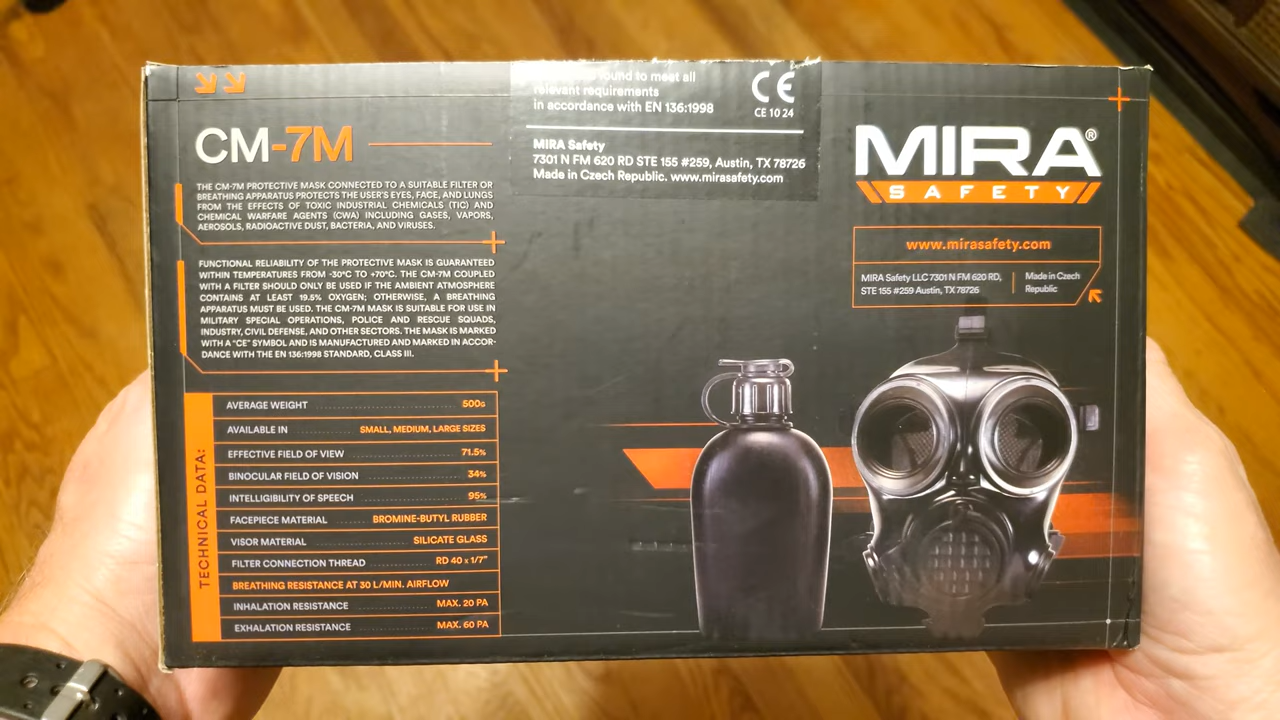 CM-7M
THE CM-7M PROTECTIVE MASK CONNECTED TO A SUITABLE FILTER OR
BREATHING APPARATUS PROTECTS THE USER'S EYES, FACE, AND LUNGS
FROM THE EFFECTS OF TOXIC INDUSTRIAL CHEMICALS (TIC) AND
CHEMICAL WARFARE AGENTS (CWA) INCLUDING GASES, VAPORS,
AEROSOLS, RADIOACTIVE DUST, BACTERIA, AND VIRUSES.
FUNCTIONAL RELIABILITY OF THE PROTECTIVE MASK IS GUARANTEED
WITHIN TEMPERATURES FROM -30°C TO +70°C. THE CM-7M COUPLED
WITH A FILTER SHOULD ONLY BE USED IF THE AMBIENT ATMOSPHERE
CONTAINS AT LEAST 19.5% OXYGEN; OTHERWISE, A BREATHING
APPARATUS MUST BE USED. THE CM-7M MASK IS SUITABLE FOR USE IN
MILITARY SPECIAL OPERATIONS, POLICE AND RESCUE SQUADS,
INDUSTRY, CIVIL DEFENSE, AND OTHER SECTORS. THE MASK IS MARKED
WITH A "CE" SYMBOL AND IS MANUFACTURED AND MARKED IN ACCOR-
DANCE WITH THE EN 136:1998 STANDARD, CLASS III.
TECHNICAL DATA:
AVERAGE WEIGHT 500G
AVAILABLE IN SMALL, MEDIUM, LARGE SIZES
EFFECTIVE FIELD OF VIEW 71.5%
BINOCULAR FIELD OF VISION 34%
INTELLIGIBILITY OF SPEECH 95%
FACEPIECE MATERIAL BROMINE-BUTYL RUBBER
VISOR MATERIAL SILICATE GLASS
FILTER CONNECTION THREAD RD 40 x 1/7"
BREATHING RESISTANCE AT 30 L/MIN. AIRFLOW
INHALATION RESISTANCE MAX. 20 PA
EXHALATION RESISTANCE MAX. 60 PA
found to meet all
relevant requirements
in accordance with EN 136:1998
CE
CE 10 24
MIRA Safety
7301 N FM 620 RD STE 155 #259, Austin, TX 78726
Made in Czech Republic. www.mirasafety.com
MIRA®
SAFETY
www.mirasafety.com
MIRA Safety LLC 7301 N FM 620 RD,
STE 155 #259 Austin, TX 78726
Made in Czech
Republic